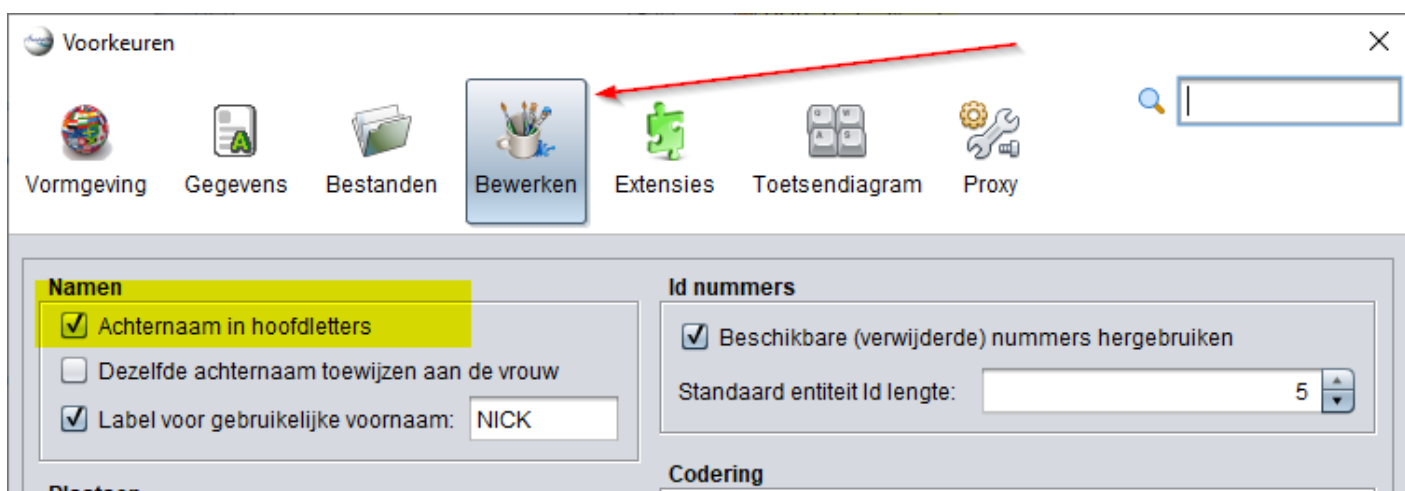 Voorkeuren
Vormgeving Gegevens Bestanden Bewerken Extensies Toetsendiagram Proxy
Namen
Achternaam in hoofdletters
Dezelfde achternaam toewijzen aan de vrouw
Label voor gebruikelijke voornaam: NICK
Id nummers
Beschikbare (verwijderde) nummers hergebruiken
Standaard entiteit Id lengte: 5
Codering